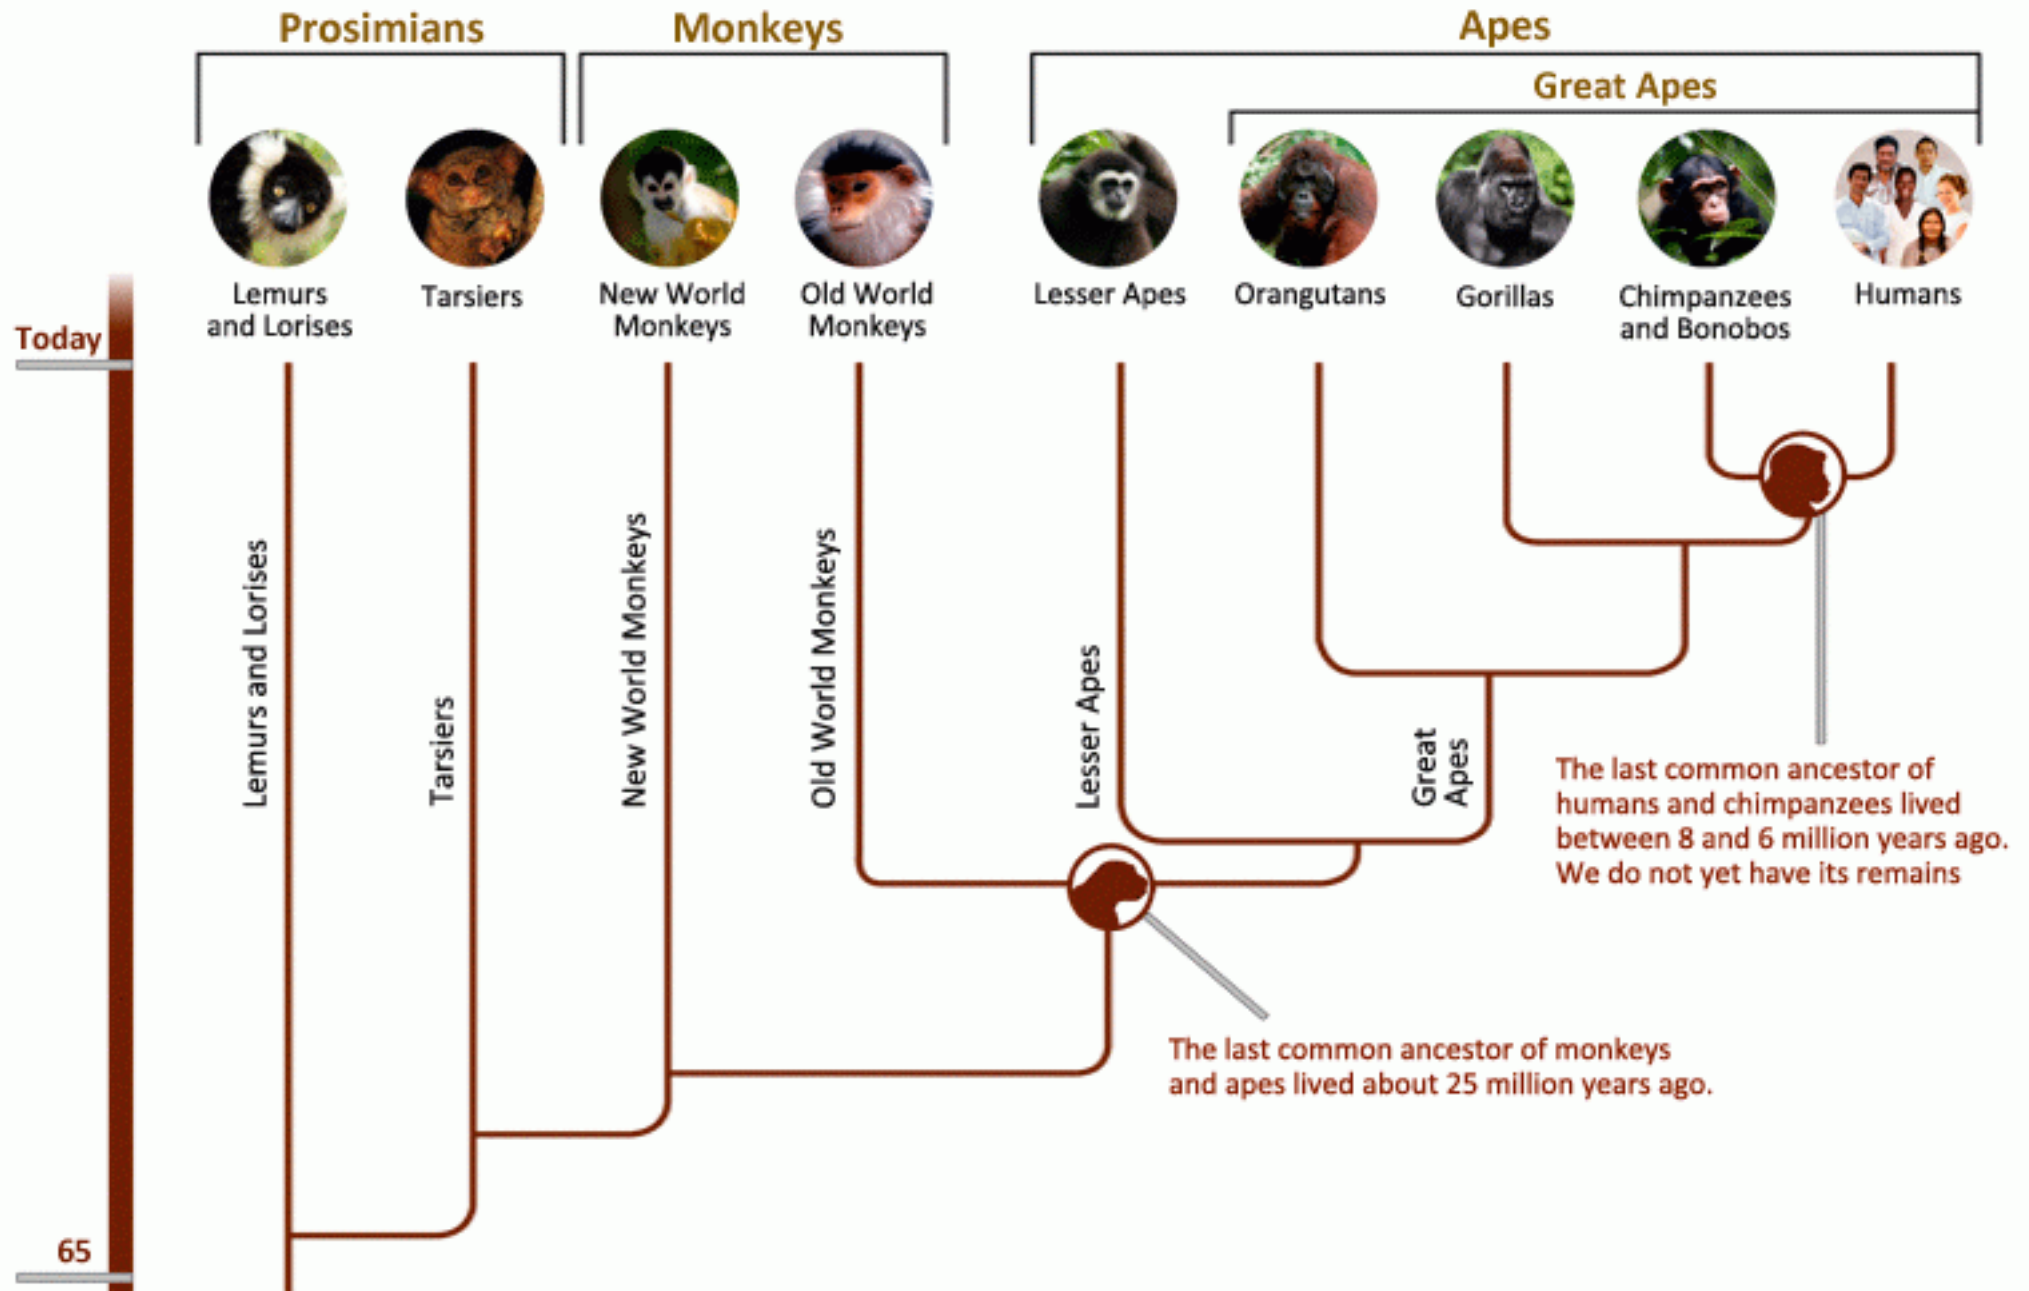 Prosimians
Monkeys
Apes
Great Apes
Lemurs
and Lorises
Tarsiers
New World
Monkeys
Old World
Monkeys
Lesser Apes
Orangutans
Gorillas
Chimpanzees
and Bonobos
Humans
Today
Lemurs and Lorises
Tarsiers
New World Monkeys
Old World Monkeys
Lesser Apes
Great
Apes
The last common ancestor of
humans and chimpanzees lived
between 8 and 6 million years ago.
We do not yet have its remains
The last common ancestor of monkeys
and apes lived about 25 million years ago.
65